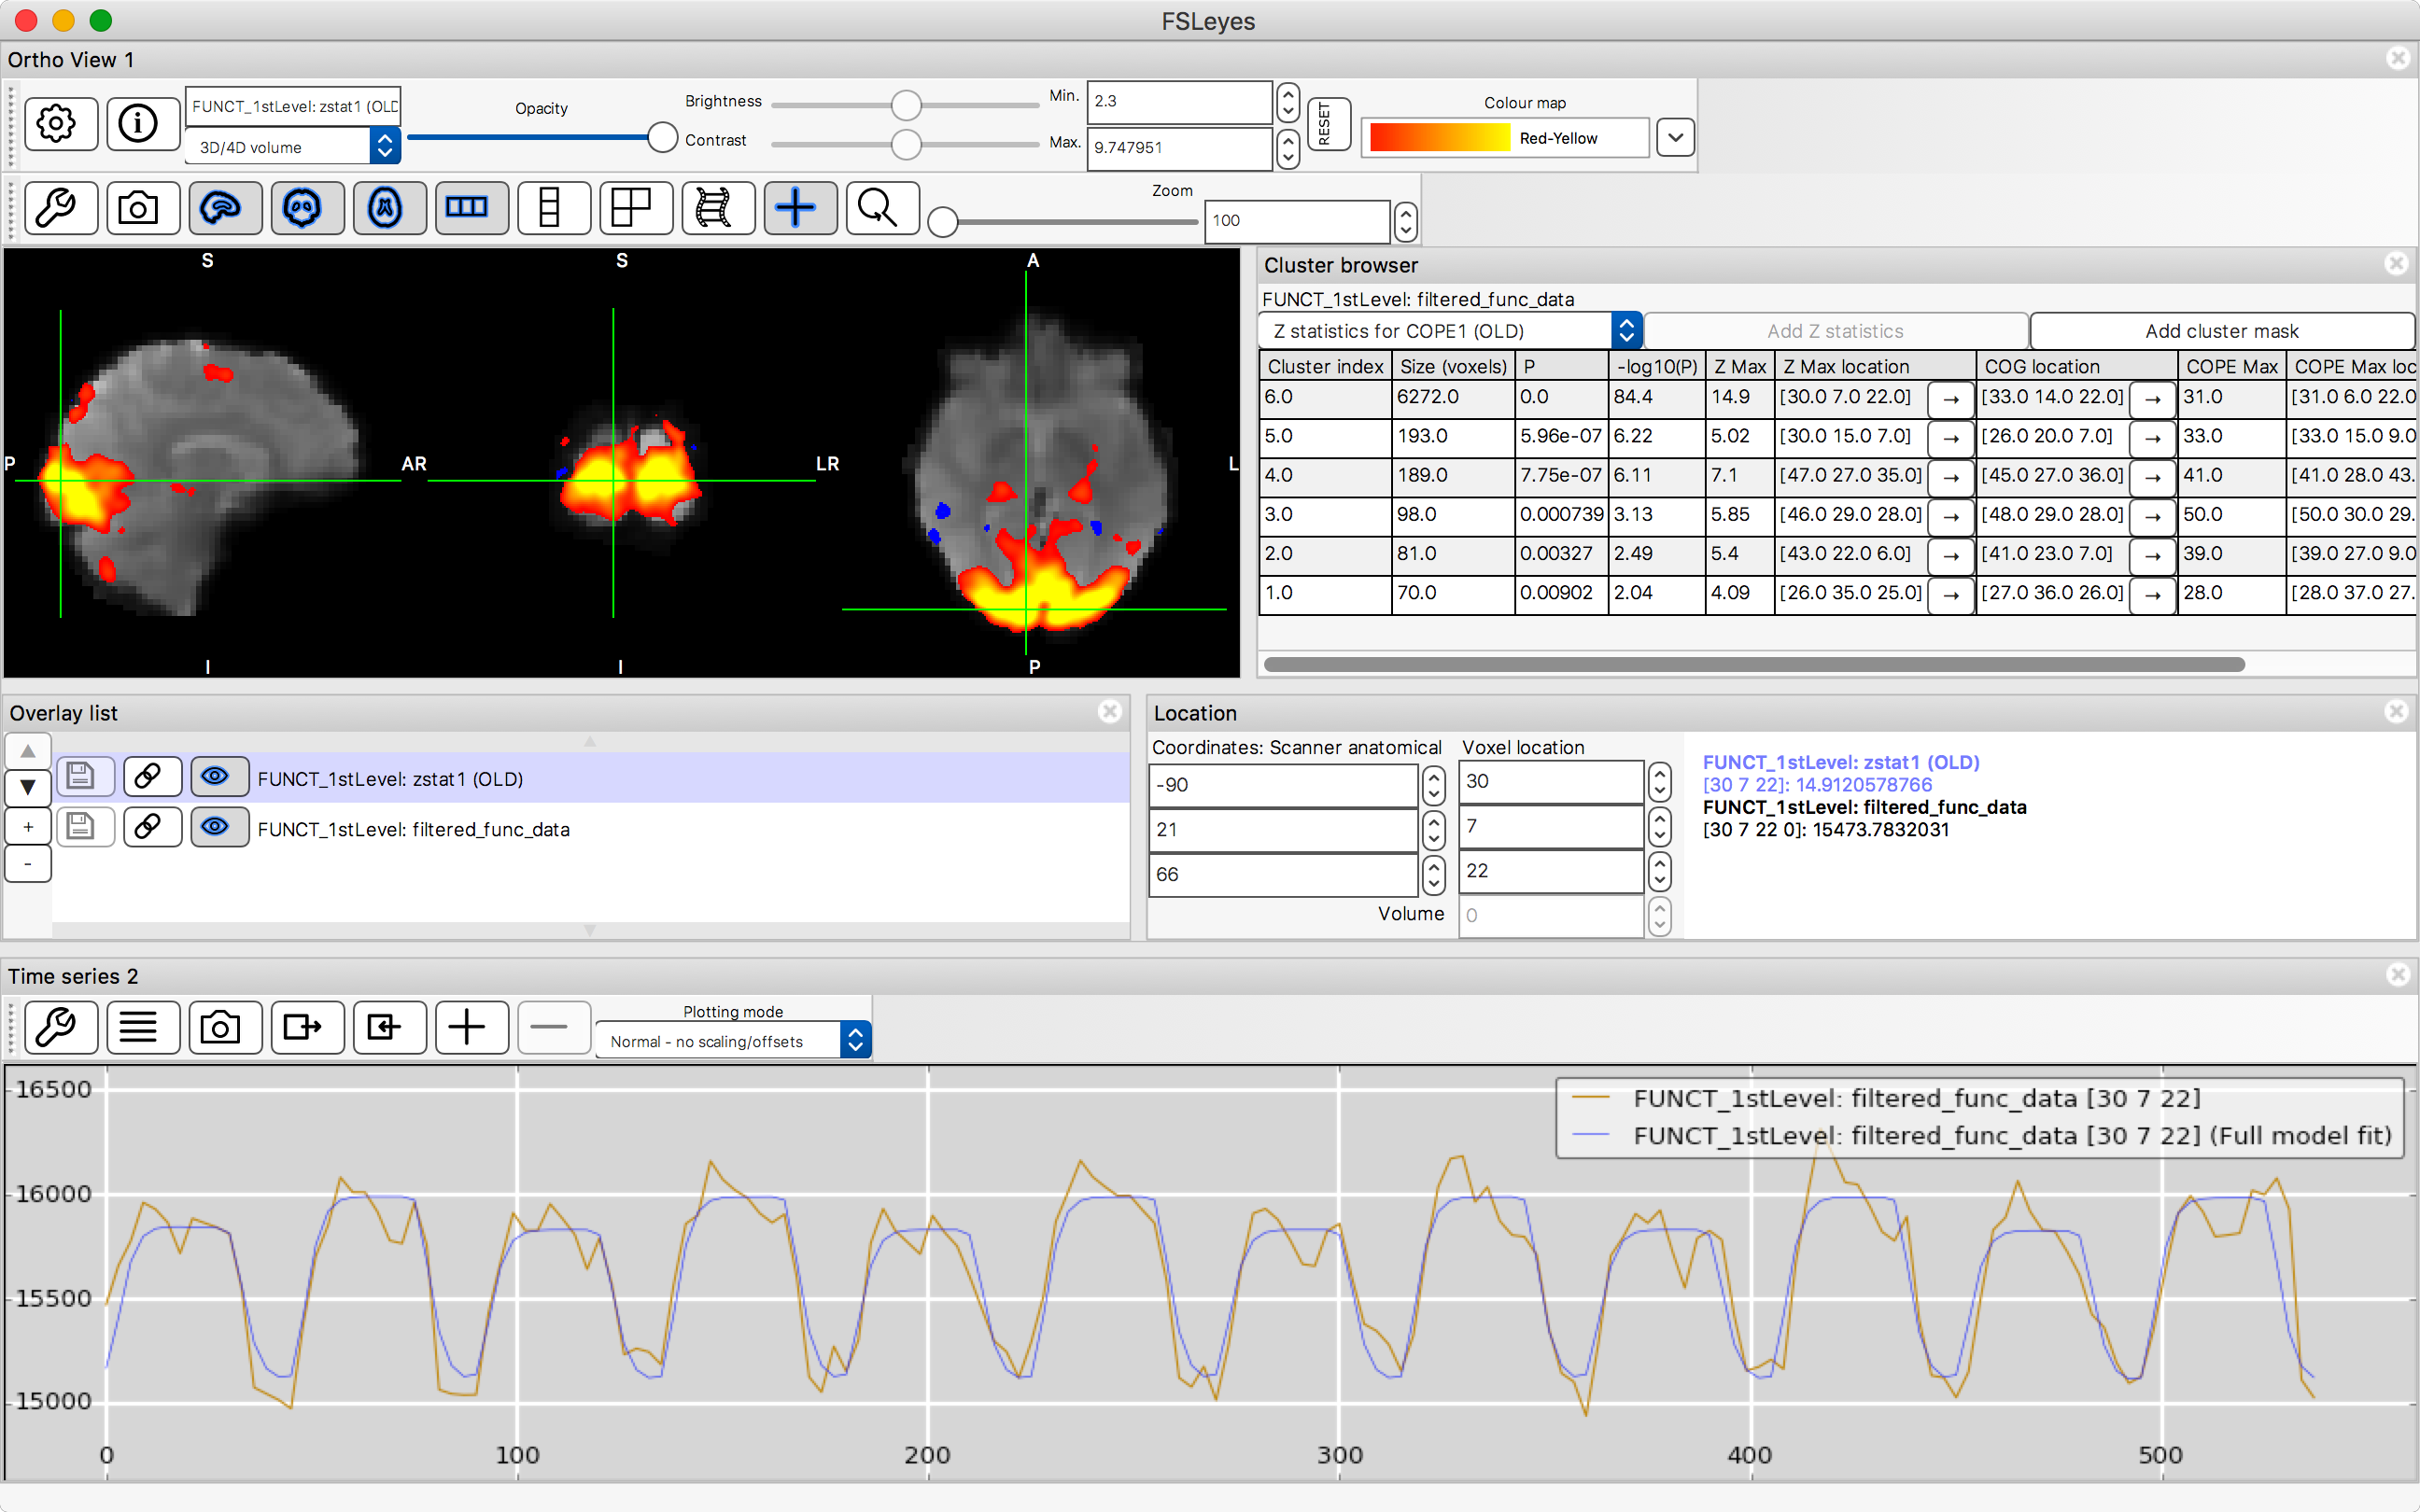 FSLeyes
Ortho View 1
FUNCT_1stLevel: zstat1 (OLD
3D/4D volume
Opacity
Brightness
Contrast
Min.
2.3
Max.
9.747951
RESET
Colour map
Red-Yellow
Zoom
100
S
S
A
P
AR
LR
L
I
I
P
Cluster browser
FUNCT_1stLevel: filtered_func_data
Z statistics for COPE1 (OLD)
Add Z statistics
Add cluster mask
Cluster index Size (voxels) P -log10(P) Z Max Z Max location COG location COPE Max COPE Max loc
6.0 6272.0 0.0 84.4 14.9 [30.0 7.0 22.0] → [33.0 14.0 22.0] → 31.0 [31.0 6.0 22.0
5.0 193.0 5.96e-07 6.22 5.02 [30.0 15.0 7.0] → [26.0 20.0 7.0] → 33.0 [33.0 15.0 9.0
4.0 189.0 7.75e-07 6.11 7.1 [47.0 27.0 35.0] → [45.0 27.0 36.0] → 41.0 [41.0 28.0 43.
3.0 98.0 0.000739 3.13 5.85 [46.0 29.0 28.0] → [48.0 29.0 28.0] → 50.0 [50.0 30.0 29.
2.0 81.0 0.00327 2.49 5.4 [43.0 22.0 6.0] → [41.0 23.0 7.0] → 39.0 [39.0 27.0 9.0
1.0 70.0 0.00902 2.04 4.09 [26.0 35.0 25.0] → [27.0 36.0 26.0] → 28.0 [28.0 37.0 27.
Overlay list
FUNCT_1stLevel: zstat1 (OLD)
FUNCT_1stLevel: filtered_func_data
Location
Coordinates: Scanner anatomical
Voxel location
-90
30
21
7
66
22
Volume
0
FUNCT_1stLevel: zstat1 (OLD)
[30 7 22]: 14.9120578766
FUNCT_1stLevel: filtered_func_data
[30 7 22 0]: 15473.7832031
Time series 2
Plotting mode
Normal - no scaling/offsets
FUNCT_1stLevel: filtered_func_data [30 7 22]
FUNCT_1stLevel: filtered_func_data [30 7 22] (Full model fit)
16500
16000
15500
15000
0 100 200 300 400 500